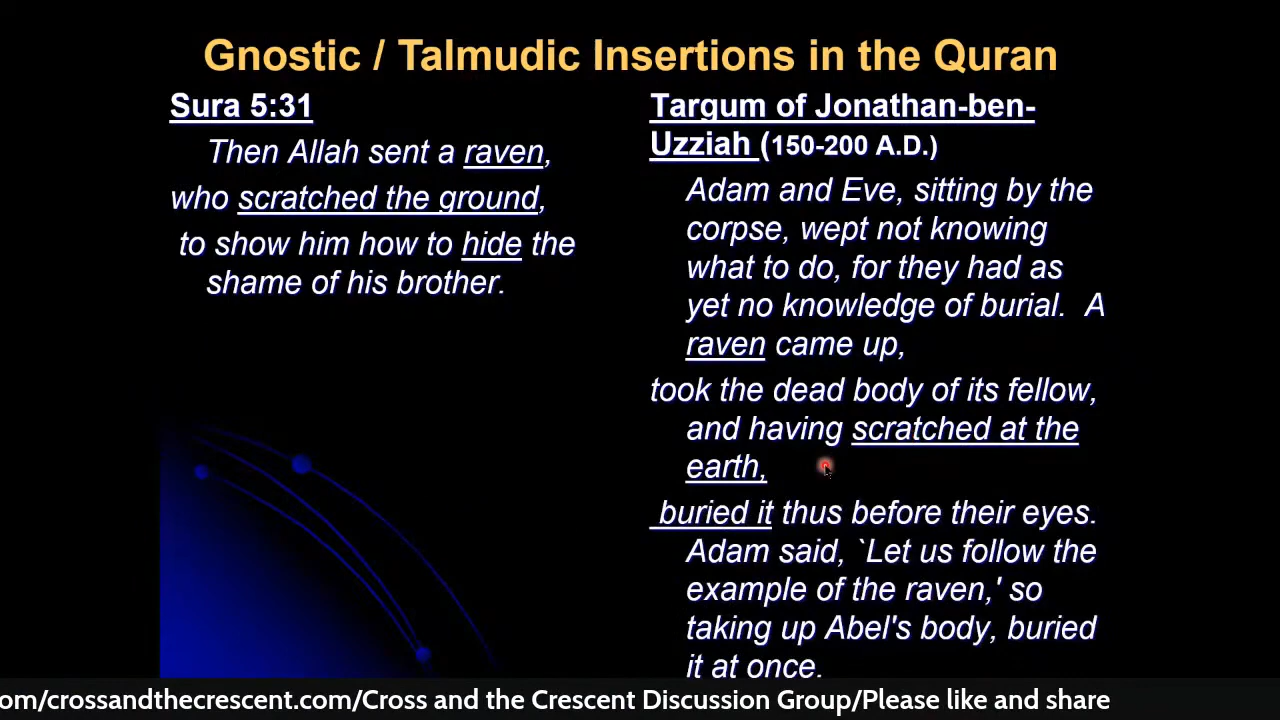 Gnostic / Talmudic Insertions in the Quran
Sura 5:31
Then Allah sent a raven,
who scratched the ground,
to show him how to hide the
shame of his brother.
Targum of Jonathan-ben-
Uzziah (150-200 A.D.)
Adam and Eve, sitting by the
corpse, wept not knowing
what to do, for they had as
yet no knowledge of burial.  A
raven came up,
took the dead body of its fellow,
and having scratched at the
earth,
buried it thus before their eyes.
Adam said, `Let us follow the
example of the raven,' so
taking up Abel's body, buried
it at once.
om/crossandthecrescent.com/Cross and the Crescent Discussion Group/Please like and share